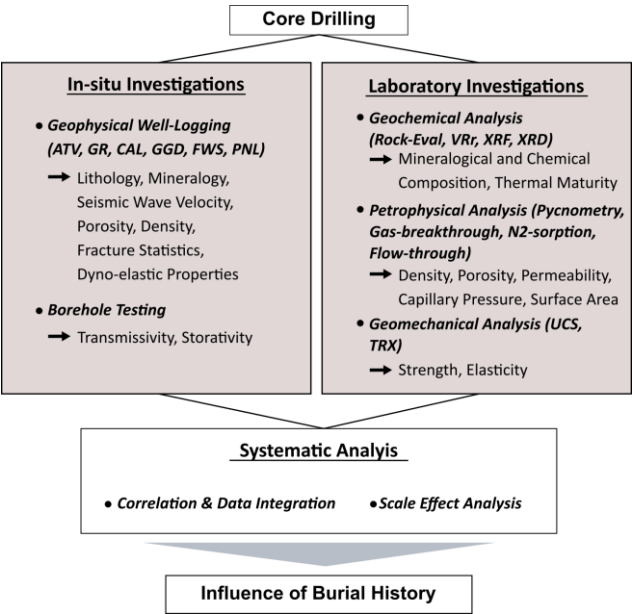 Core Drilling
In-situ Investigations
• Geophysical Well-Logging
(ATV, GR, CAL, GGD, FWS, PNL)
→ Lithology, Mineralogy,
Seismic Wave Velocity,
Porosity, Density,
Fracture Statistics,
Dyno-elastic Properties
• Borehole Testing
→ Transmissivity, Storativity
Laboratory Investigations
• Geochemical Analysis
(Rock-Eval, VRr, XRF, XRD)
→ Mineralogical and Chemical
Composition, Thermal Maturity
• Petrophysical Analysis (Pycnometry,
Gas-breakthrough, N2-sorption,
Flow-through)
→ Density, Porosity, Permeability,
Capillary Pressure, Surface Area
• Geomechanical Analysis (UCS,
TRX)
→ Strength, Elasticity
Systematic Analyis
• Correlation & Data Integration
• Scale Effect Analysis
Influence of Burial History